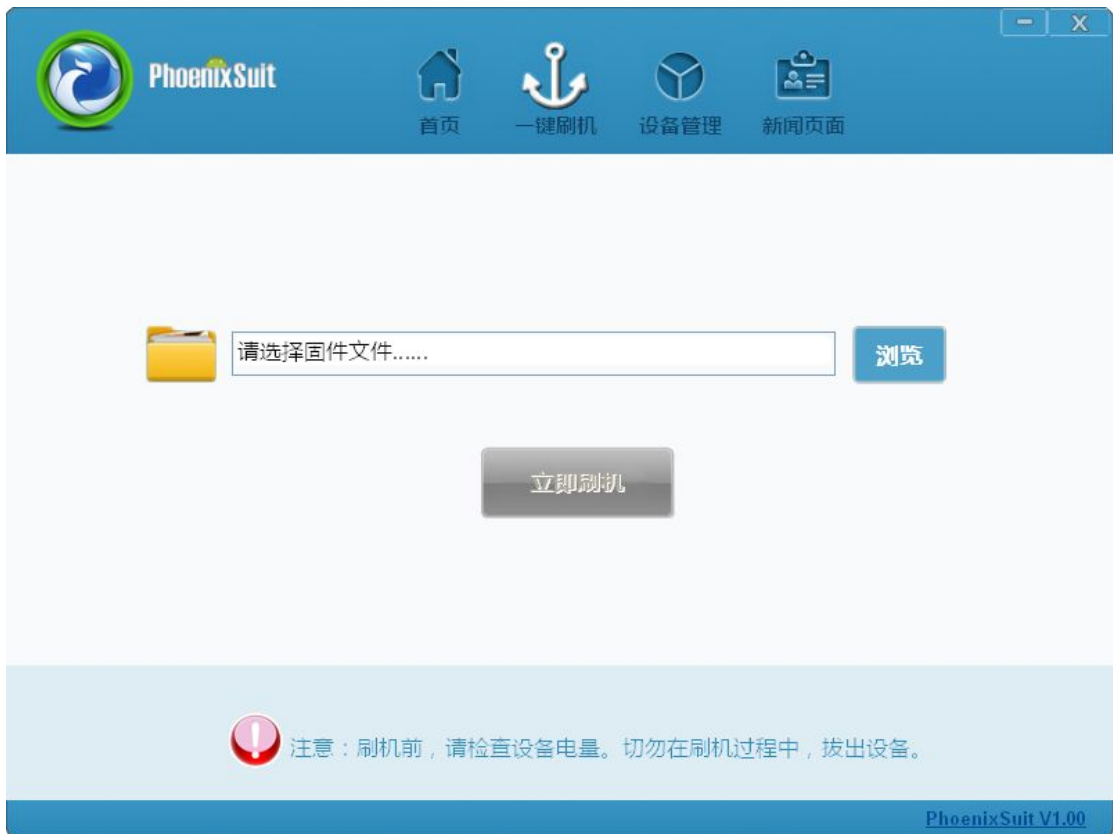 PhoenixSuit
首页
一键刷机
设备管理
新闻页面
请选择固件文件......
浏览
立即刷机
注意：刷机前，请检查设备电量。切勿在刷机过程中，拔出设备。
PhoenixSuit V1.00